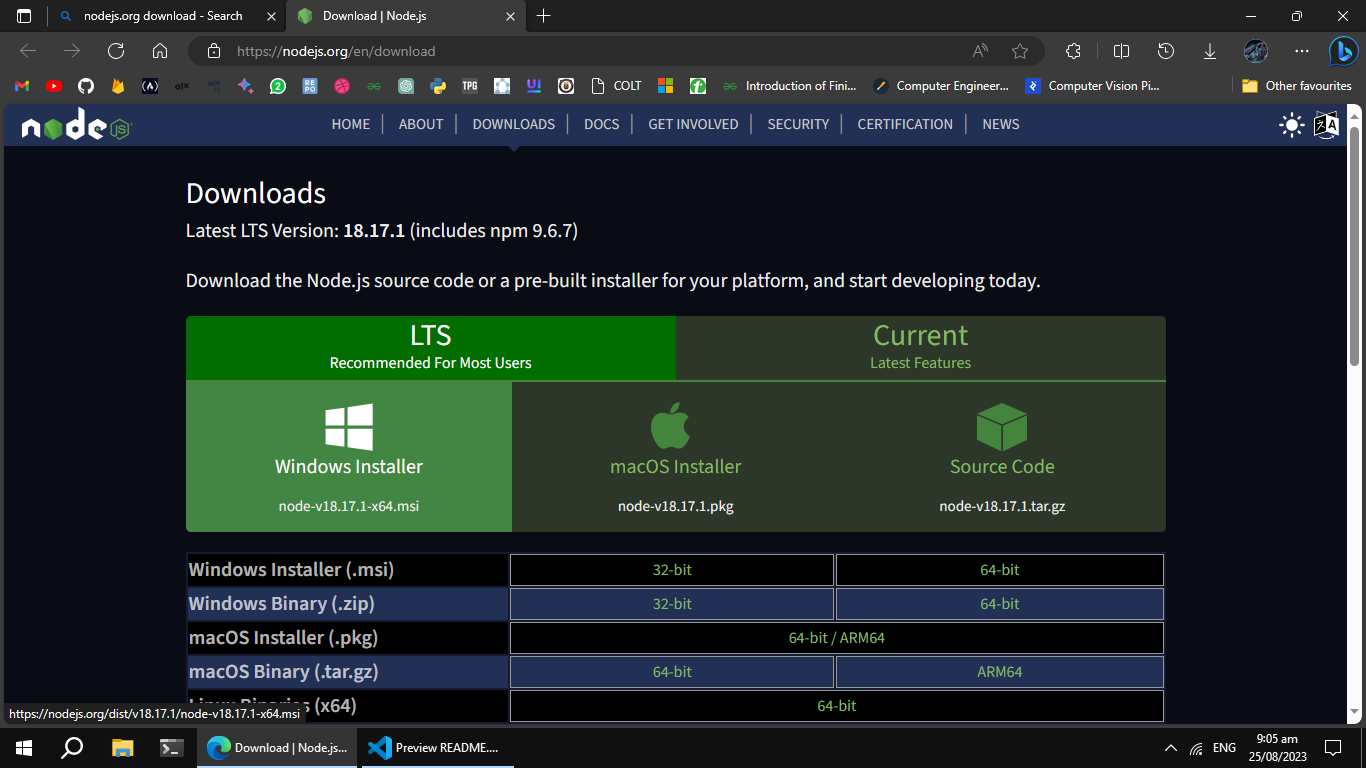 nodejs.org download - Search
Download | Node.js
https://nodejs.org/en/download
COLT
TPG
Introduction of Fini...
Computer Engineer...
Computer Vision Pi...
Other favourites
node JS
HOME
ABOUT
DOWNLOADS
DOCS
GET INVOLVED
SECURITY
CERTIFICATION
NEWS
Downloads
Latest LTS Version: 18.17.1 (includes npm 9.6.7)
Download the Node.js source code or a pre-built installer for your platform, and start developing today.
LTS
Recommended For Most Users
Current
Latest Features
Windows Installer
node-v18.17.1-x64.msi
macOS Installer
node-v18.17.1.pkg
Source Code
node-v18.17.1.tar.gz
Windows Installer (.msi) 32-bit 64-bit
Windows Binary (.zip) 32-bit 64-bit
macOS Installer (.pkg) 64-bit / ARM64
macOS Binary (.tar.gz) 64-bit ARM64
(x64) 64-bit
https://nodejs.org/dist/v18.17.1/node-v18.17.1-x64.msi
Download | Node.js...
Preview README....
ENG
9:05 am
25/08/2023